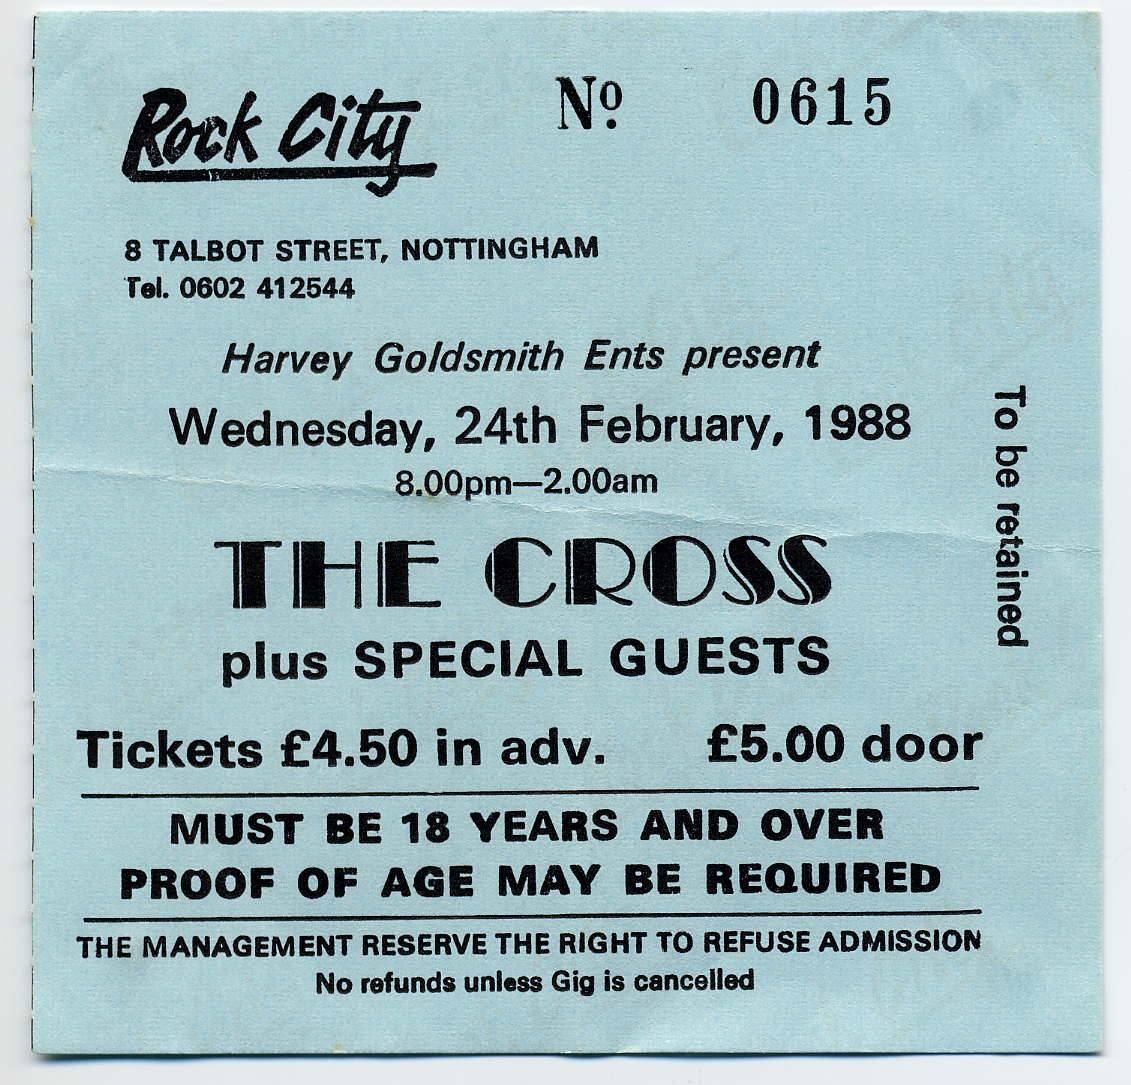 Rock City
Nº 0615
8 TALBOT STREET, NOTTINGHAM
Tel. 0602 412544
Harvey Goldsmith Ents present
Wednesday, 24th February, 1988
8.00pm—2.00am
THE CROSS
plus SPECIAL GUESTS
To be retained
Tickets £4.50 in adv. £5.00 door
MUST BE 18 YEARS AND OVER
PROOF OF AGE MAY BE REQUIRED
THE MANAGEMENT RESERVE THE RIGHT TO REFUSE ADMISSION
No refunds unless Gig is cancelled